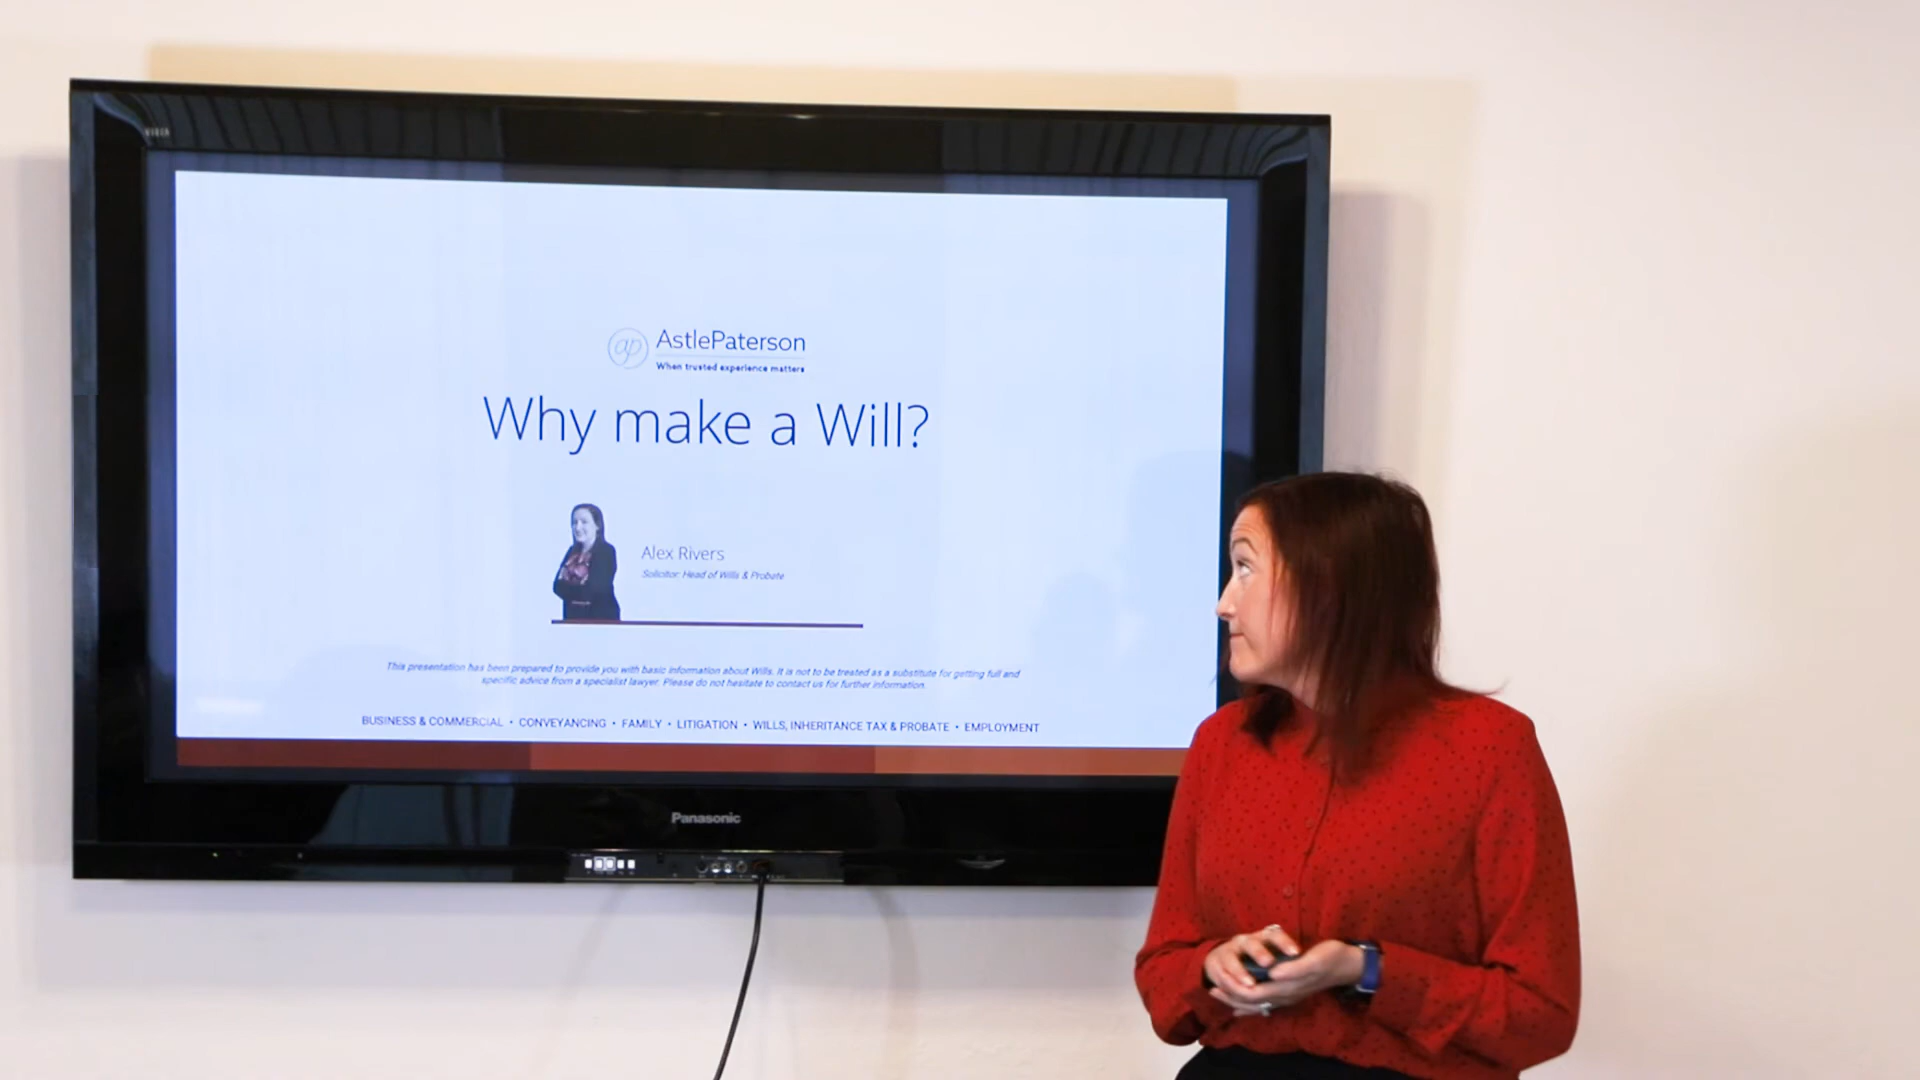 VIERA
ap
AstlePaterson
When trusted experience matters
Why make a Will?
Alex Rivers
Solicitor: Head of Wills & Probate
This presentation has been prepared to provide you with basic information about Wills. It is not to be treated as a substitute for getting full and
specific advice from a specialist lawyer. Please do not hesitate to contact us for further information.
BUSINESS & COMMERCIAL • CONVEYANCING • FAMILY • LITIGATION • WILLS, INHERITANCE TAX & PROBATE • EMPLOYMENT
Panasonic